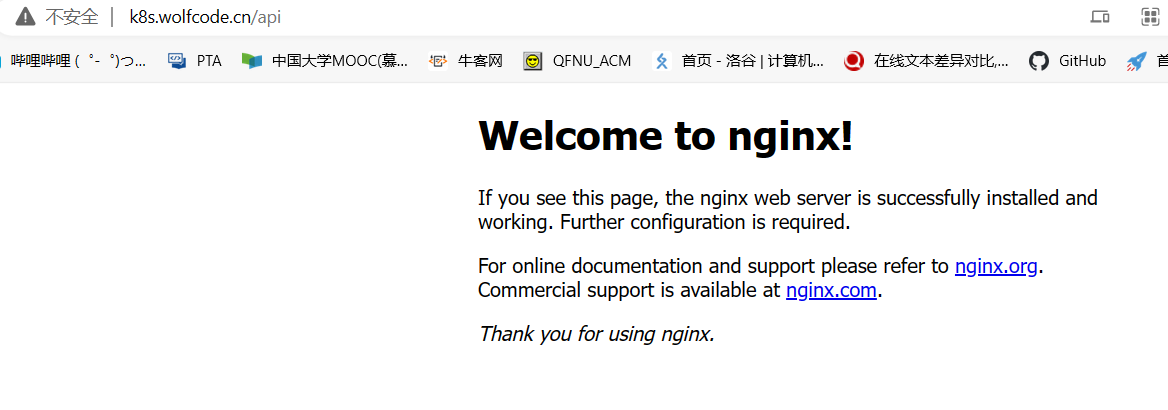 不安全 | k8s.wolfcode.cn/api
哔哩哔哩 (゜-゜)つ... PTA 中国大学MOOC(慕... 牛客网 QFNU_ACM 首页 - 洛谷 | 计算机... 在线文本差异对比,... GitHub 首
Welcome to nginx!
If you see this page, the nginx web server is successfully installed and
working. Further configuration is required.
For online documentation and support please refer to nginx.org.
Commercial support is available at nginx.com.
Thank you for using nginx.